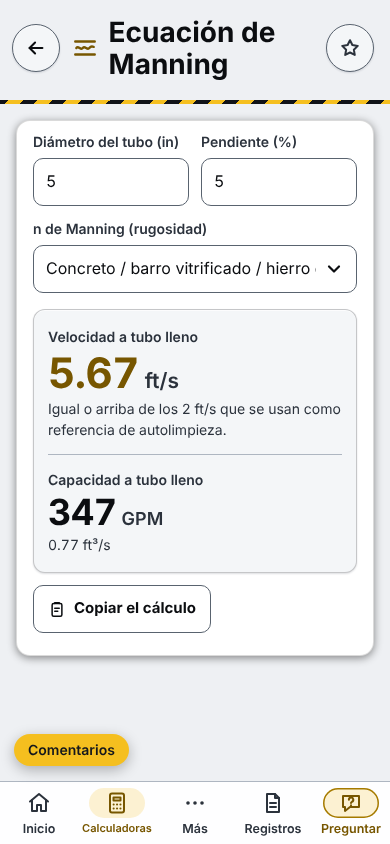 Ecuación de
Manning
Diámetro del tubo (in)
Pendiente (%)
5
5
n de Manning (rugosidad)
Concreto / barro vitrificado / hierro
Velocidad a tubo lleno
5.67 ft/s
Igual o arriba de los 2 ft/s que se usan como
referencia de autolimpieza.
Capacidad a tubo lleno
347 GPM
0.77 ft³/s
Copiar el cálculo
Comentarios
Inicio
Calculadoras
Más
Registros
Preguntar